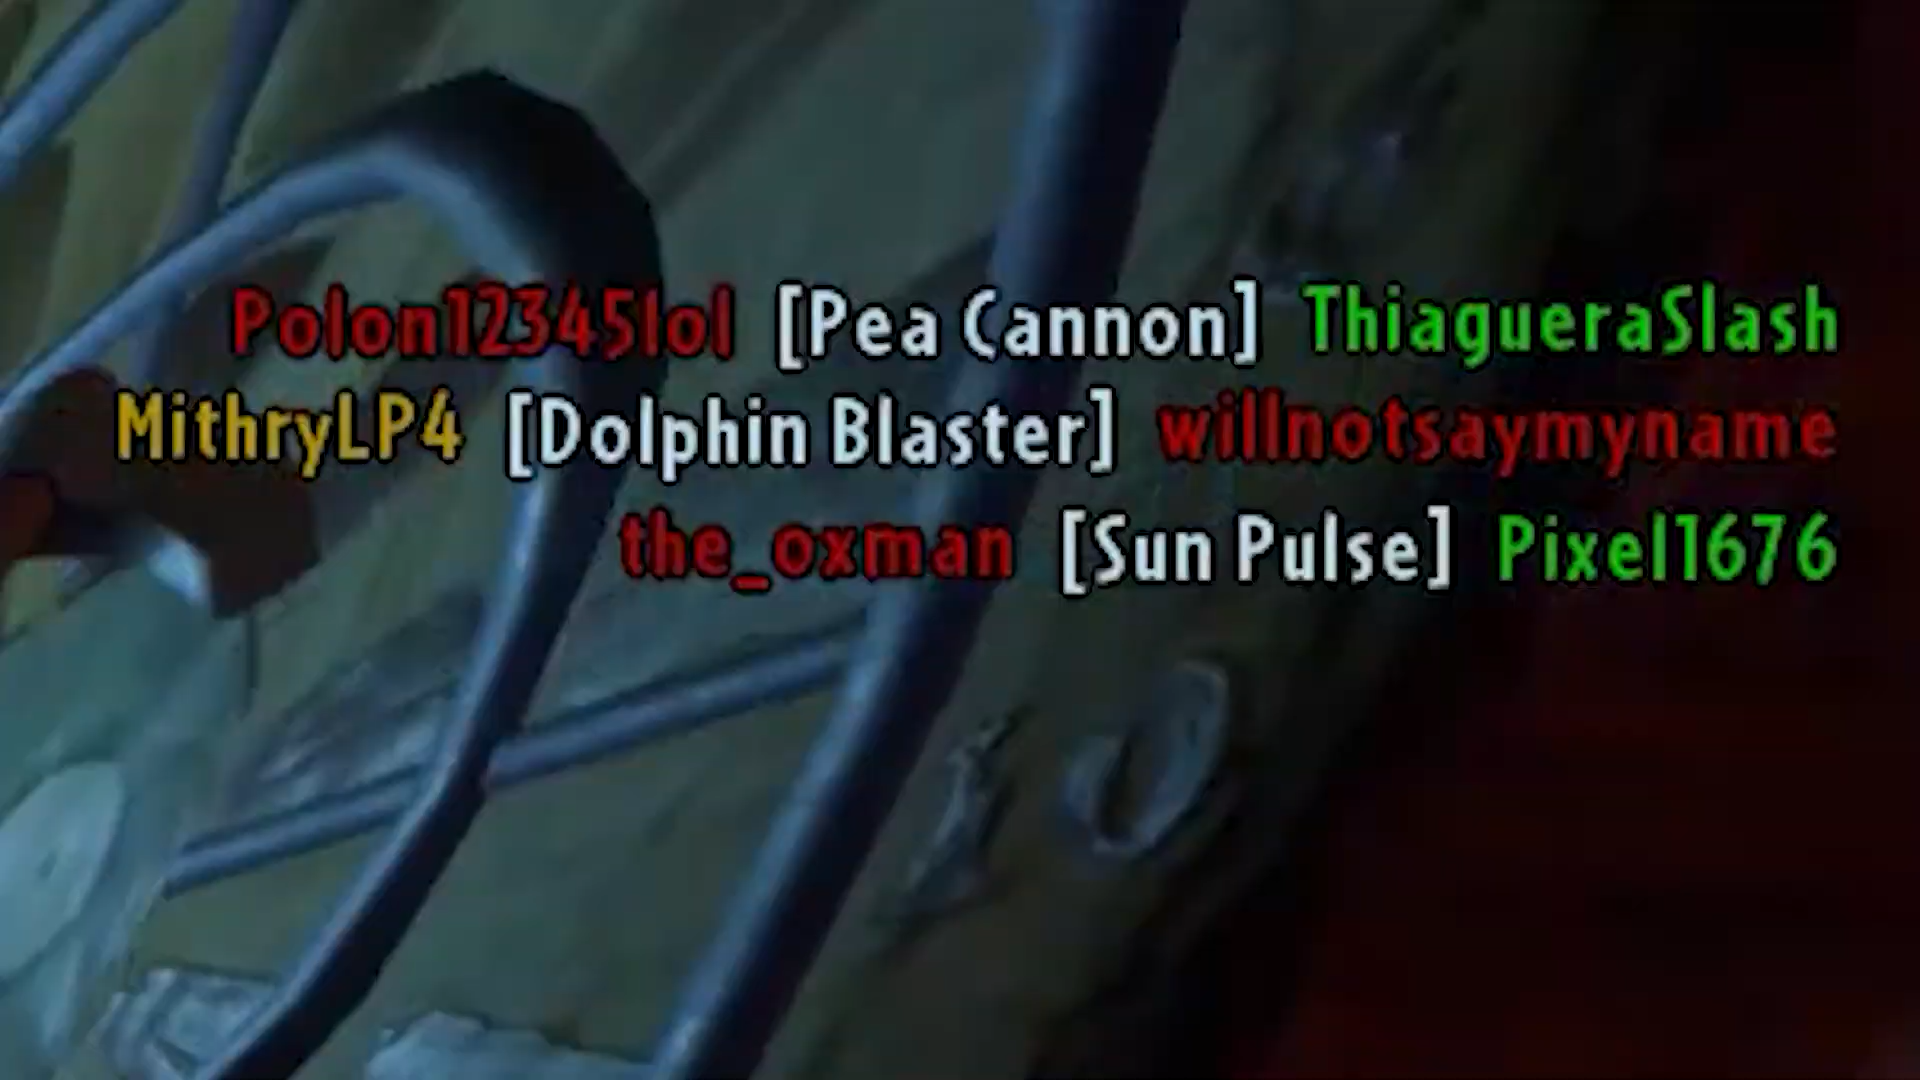 Polon12345lol [Pea Cannon] ThiagueraSlash
MithryLP4 [Dolphin Blaster] willnotsaymyname
the_oxman [Sun Pulse] Pixel1676